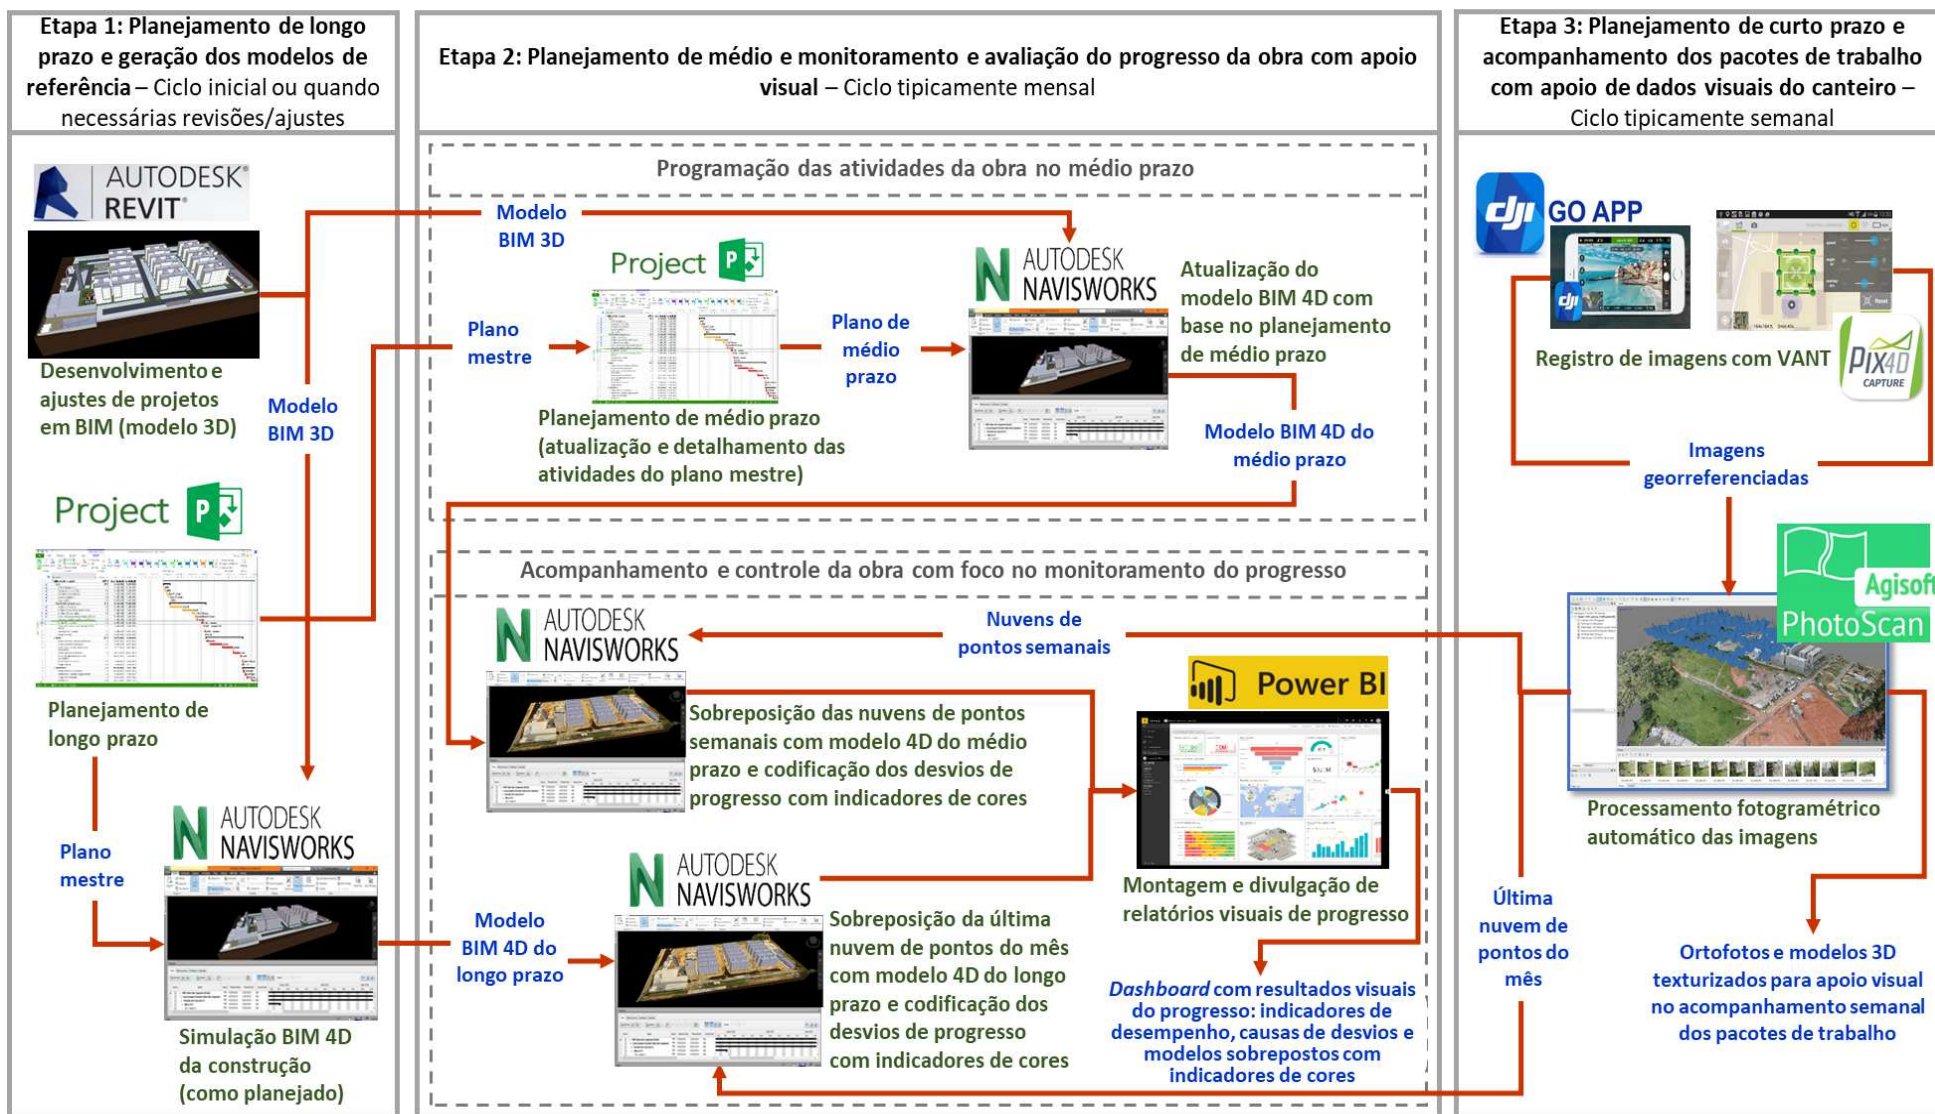 Etapa 1: Planejamento de longo
prazo e geração dos modelos de
referência – Ciclo inicial ou quando
necessárias revisões/ajustes
AUTODESK®
REVIT®
Desenvolvimento e
ajustes de projetos
em BIM (modelo 3D)
Modelo
BIM 3D
Project
P
Planejamento de
longo prazo
Plano
mestre
AUTODESK
NAVISWORKS
Simulação BIM 4D
da construção
(como planejado)
Etapa 2: Planejamento de médio e monitoramento e avaliação do progresso da obra com apoio
visual – Ciclo tipicamente mensal
Programação das atividades da obra no médio prazo
Modelo
BIM 3D
Plano
mestre
Project
P
Planejamento de médio prazo
(atualização e detalhamento das
atividades do plano mestre)
Plano de
médio
prazo
AUTODESK
NAVISWORKS
Atualização do
modelo BIM 4D com
base no planejamento
de médio prazo
Modelo BIM 4D do
médio prazo
Acompanhamento e controle da obra com foco no monitoramento do progresso
AUTODESK
NAVISWORKS
Nuvens de
pontos semanais
Sobreposição das nuvens de pontos
semanais com modelo 4D do médio
prazo e codificação dos desvios de
progresso com indicadores de cores
Power BI
Montagem e divulgação de
relatórios visuais de progresso
Modelo
BIM 4D do
longo prazo
AUTODESK
NAVISWORKS
Sobreposição da última
nuvem de pontos do mês
com modelo 4D do longo
prazo e codificação dos
desvios de progresso
com indicadores de cores
Dashboard com resultados visuais
do progresso: indicadores de
desempenho, causas de desvios e
modelos sobrepostos com
indicadores de cores
Etapa 3: Planejamento de curto prazo e
acompanhamento dos pacotes de trabalho
com apoio de dados visuais do canteiro –
Ciclo tipicamente semanal
dji GO APP
dji
Registro de imagens com VANT
PIX4D
CAPTURE
Imagens
georreferenciadas
Agisoft
PhotoScan
Processamento fotogramétrico
automático das imagens
Última
nuvem de
pontos do
mês
Ortofotos e modelos 3D
texturizados para apoio visual
no acompanhamento semanal
dos pacotes de trabalho